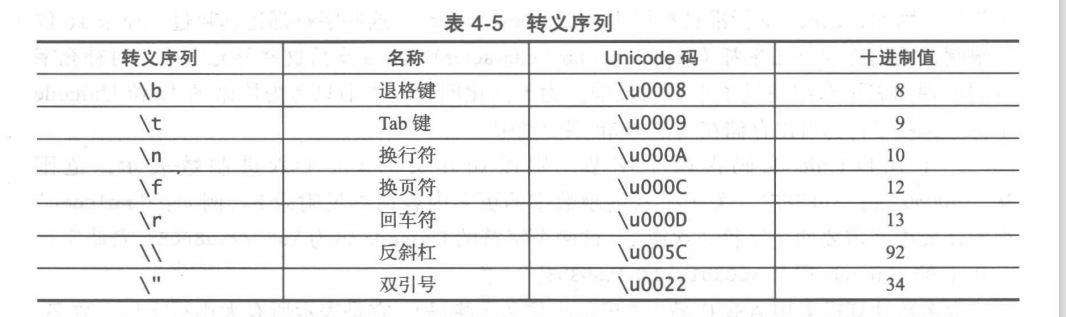 表 4-5 转义序列
转义序列 名称 Unicode 码 十进制值
\b 退格键 \u0008 8
\t Tab 键 \u0009 9
\n 换行符 \u000A 10
\f 换页符 \u000C 12
\r 回车符 \u000D 13
\\ 反斜杠 \u005C 92
\" 双引号 \u0022 34